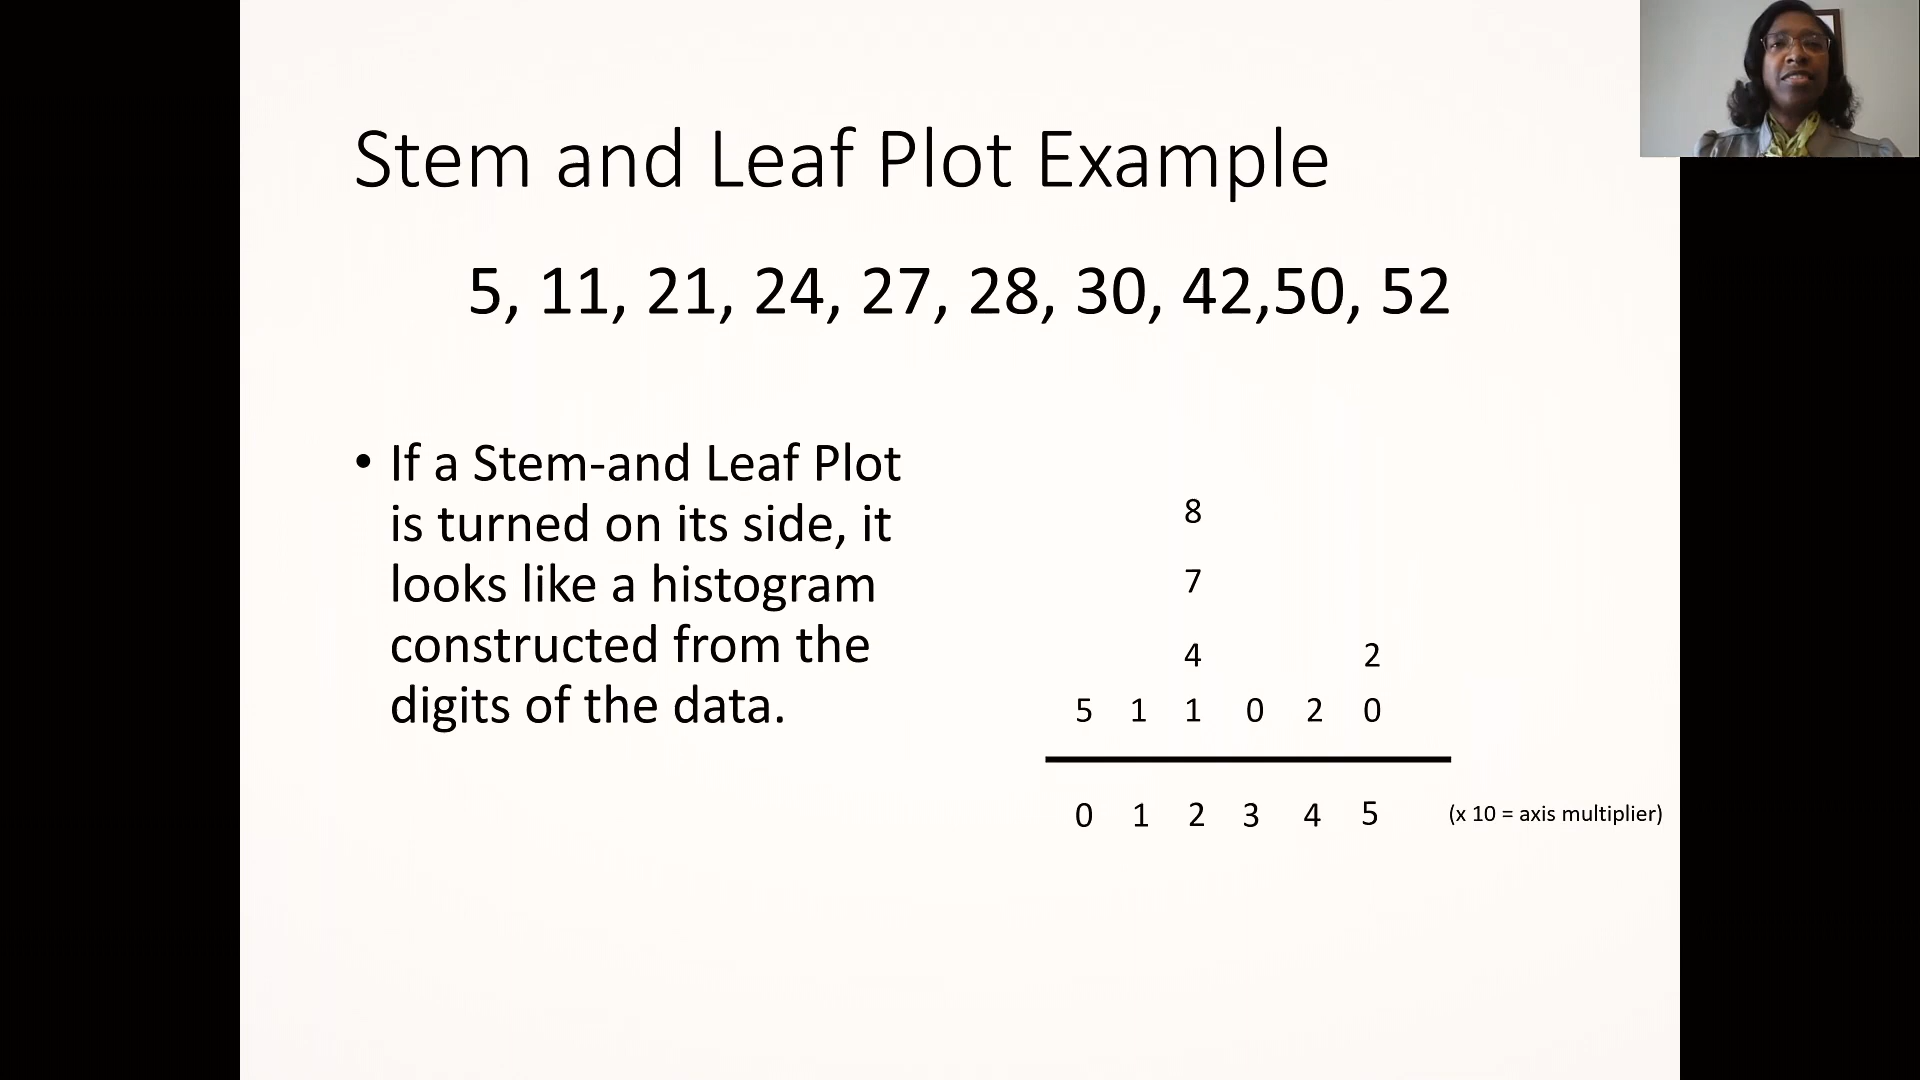 Stem and Leaf Plot Example
5, 11, 21, 24, 27, 28, 30, 42,50, 52
• If a Stem-and Leaf Plot
is turned on its side, it
looks like a histogram
constructed from the
digits of the data.
8
7
4 2
5 1 1 0 2 0
0 1 2 3 4 5 (x 10 = axis multiplier)